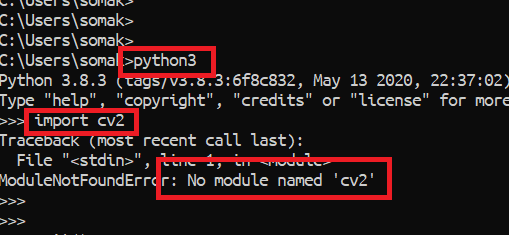 C:\Users\somak>
C:\Users\somak>
C:\Users\somak>
C:\Users\somak>python3
Python 3.8.3 (tags/v3.8.3:6f8c832, May 13 2020, 22:37:02)
Type "help", "copyright", "credits" or "license" for more
>>> import cv2
Traceback (most recent call last):
File "<stdin>", line 1, in <module>
ModuleNotFoundError: No module named 'cv2'
>>>
>>>